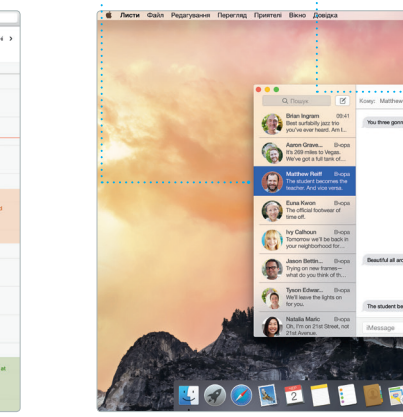 Листи Файл Редагування Перегляд Приятелі Вікно Довідка
Пошук
Кому: Matthew
Brian Ingram 09:41
Best surfabilly jazz trio
you've ever heard. Am I...
Aaron Grave... Вчора
It's 269 miles to Vegas.
We've got a full tank of...
Matthew Reiff Вчора
The student becomes the
teacher. And vice versa.
Euna Kwon Вчора
The official footwear of
time off.
Ivy Calhoun Вчора
Tomorrow we'll be back in
your neighborhood for...
Jason Bettin... Вчора
Trying on new frames—
what do you think of th...
Tyson Edwar... Вчора
We'll leave the lights on
for you.
Natalia Maric Вчора
Oh, I'm on 21st Street, not
21st Avenue.
You three gonn
Beautiful all aro
The student be
iMessage
2
at